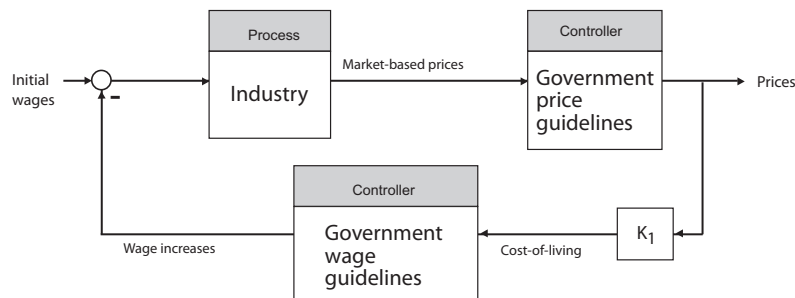 Process
Controller
Market-based prices
Initial
wages
Industry
Government
price
guidelines
Prices
-
Controller
K1
Government
wage
guidelines
Wage increases
Cost-of-living